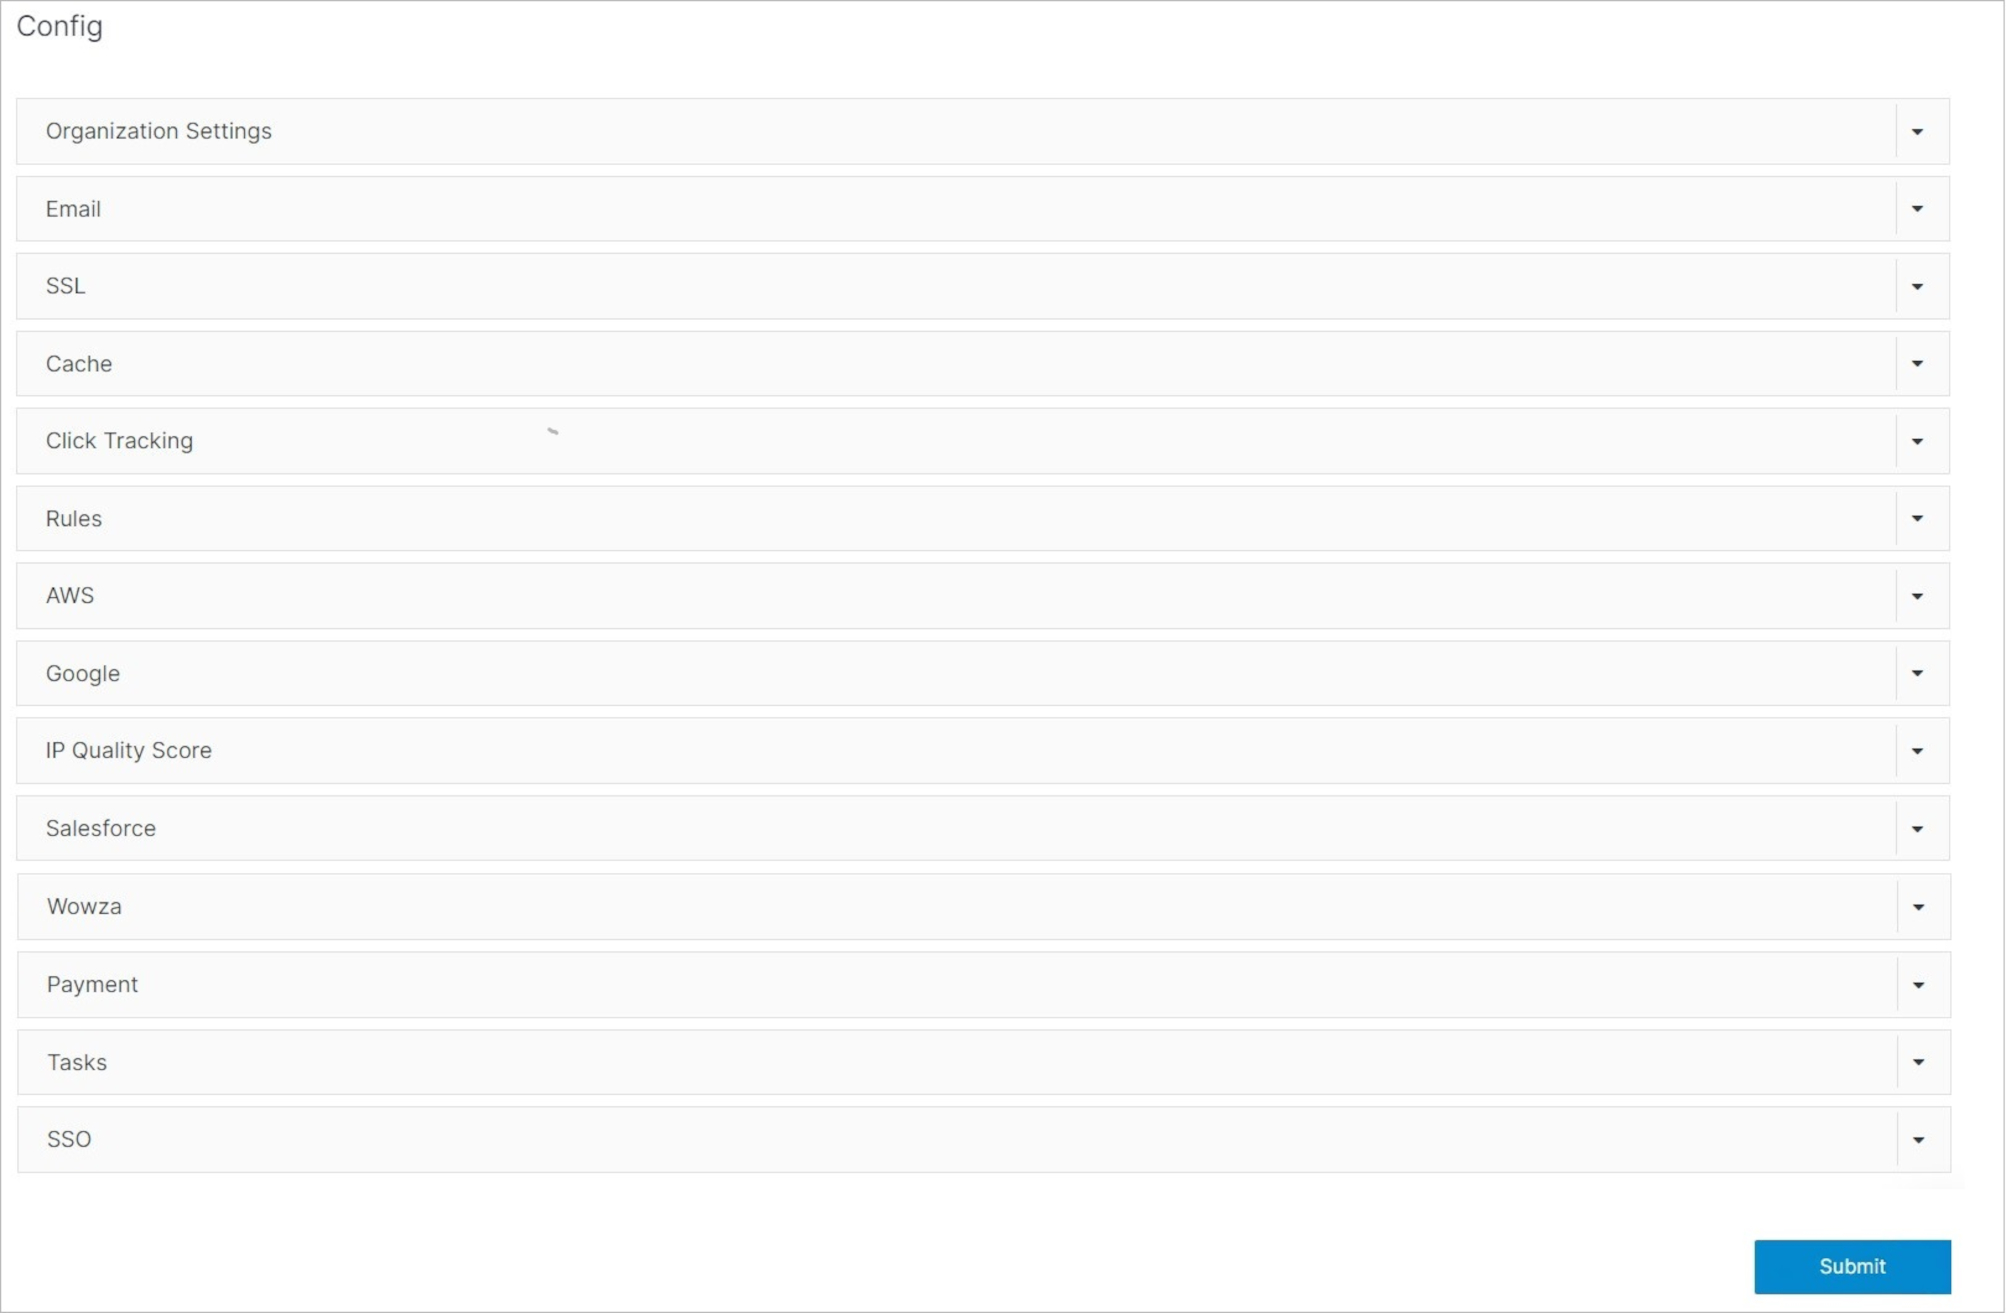 Config
Organization Settings
Email
SSL
Cache
Click Tracking
Rules
AWS
Google
IP Quality Score
Salesforce
Wowza
Payment
Tasks
SSO
Submit